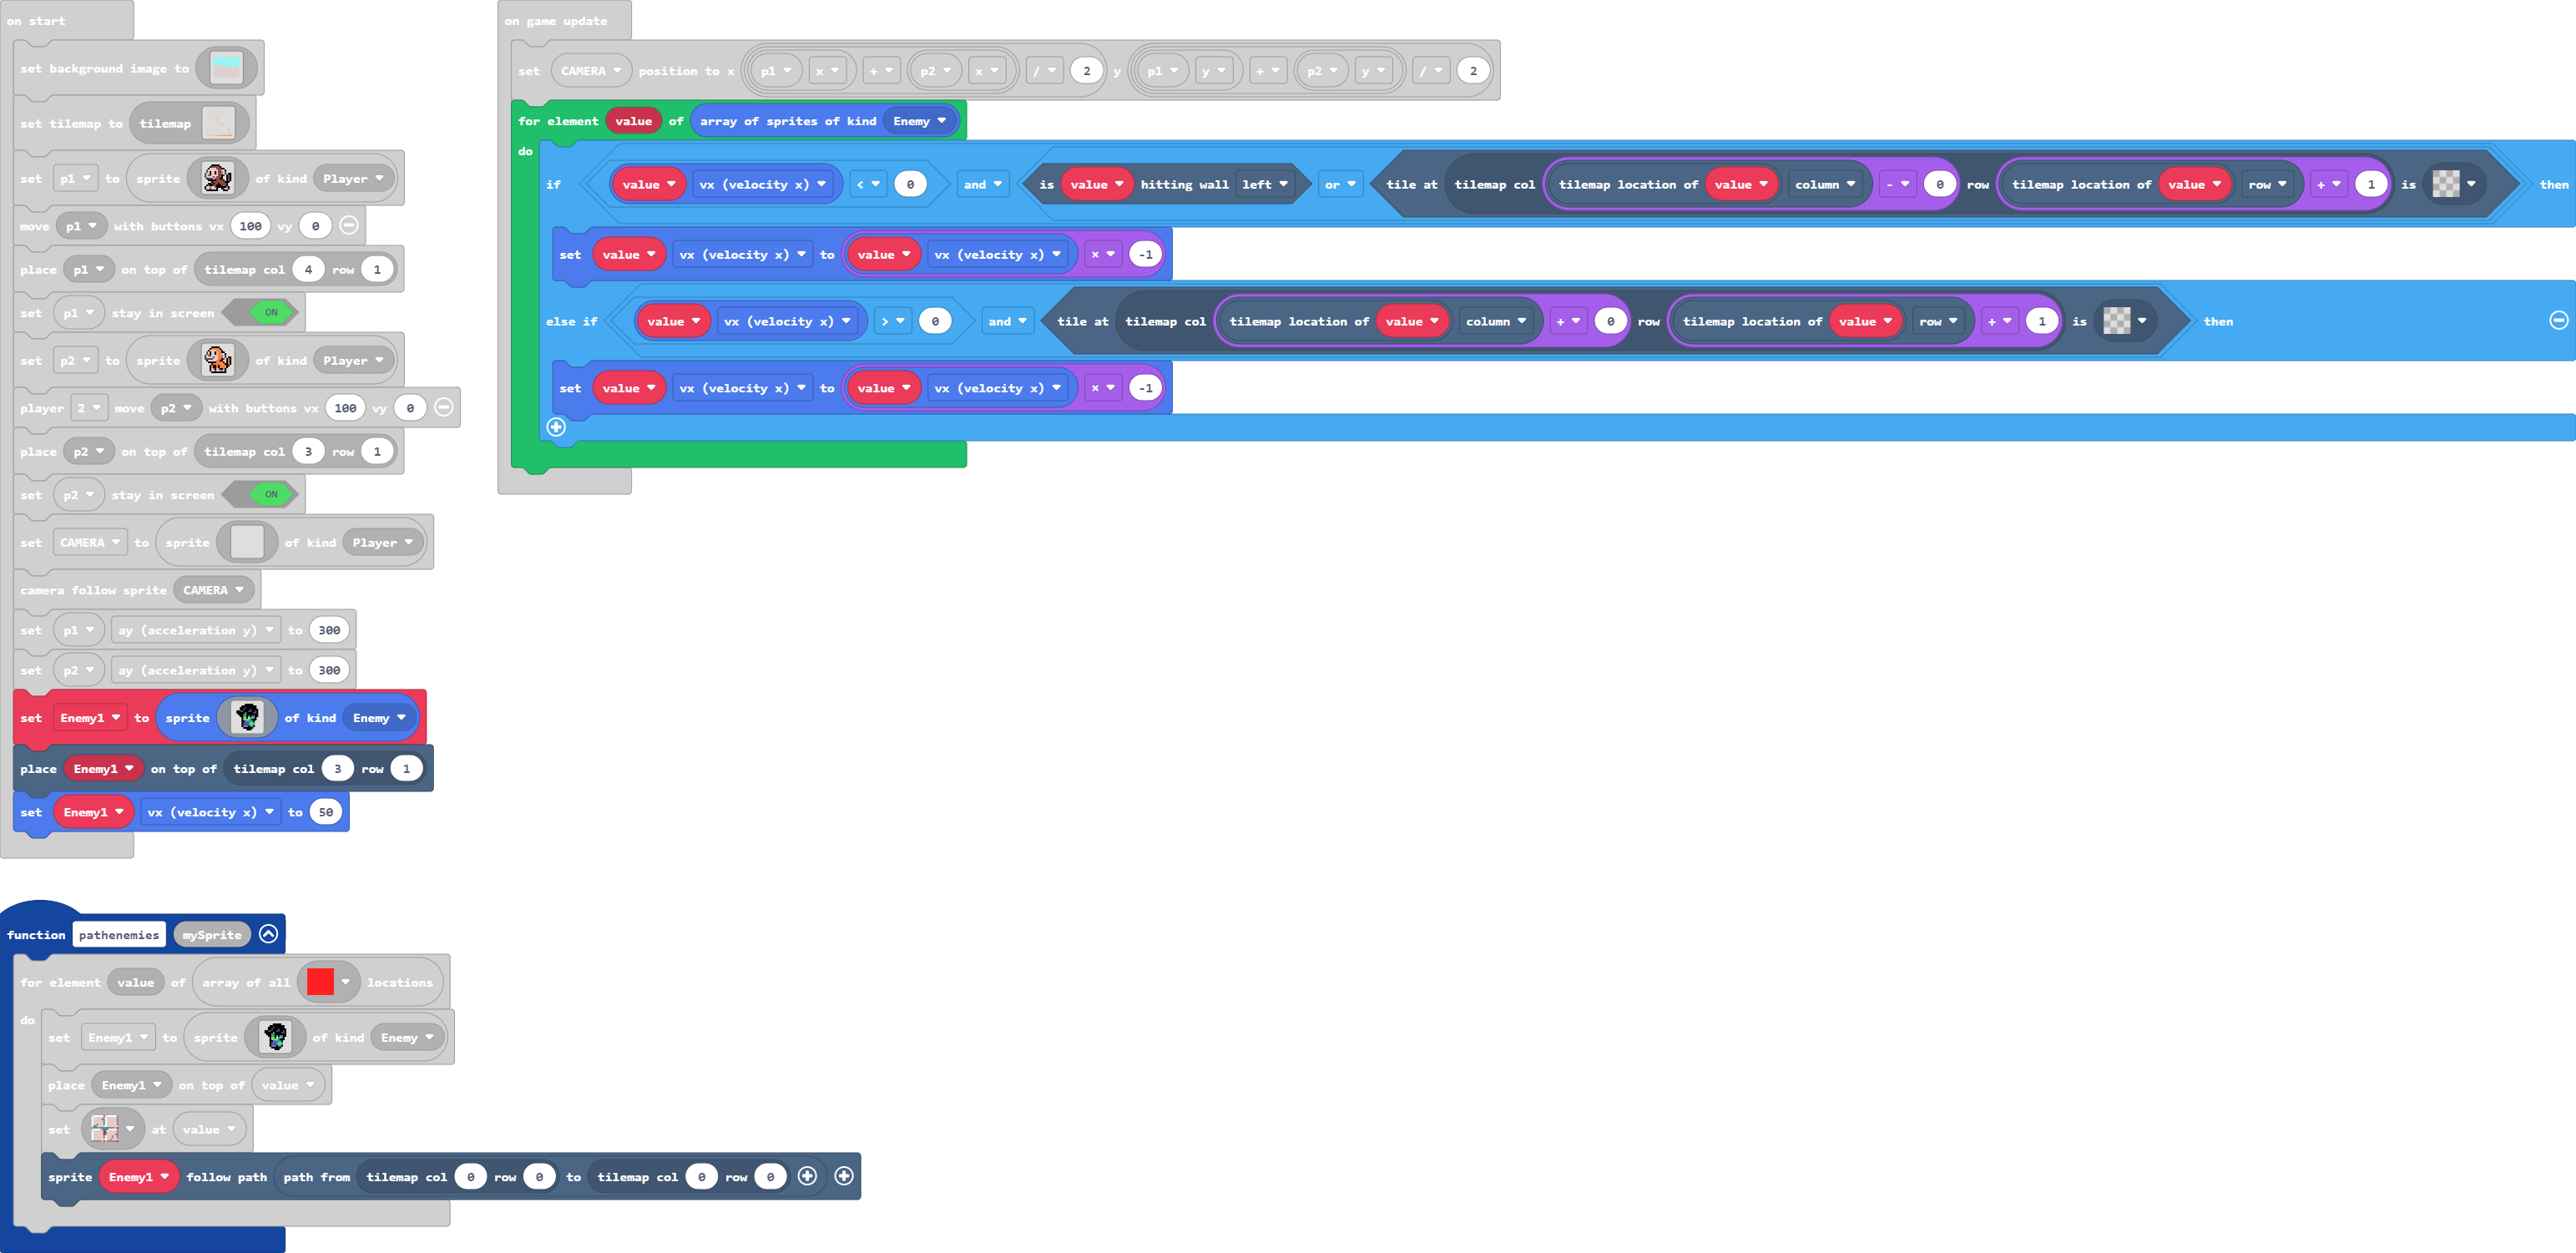 on start
set background image to
set tilemap to tilemap
set p1 to sprite of kind Player
move p1 with buttons vx 100 vy 0
place p1 on top of tilemap col 4 row 1
set p1 stay in screen ON
set p2 to sprite of kind Player
player 2 move p2 with buttons vx 100 vy 0
place p2 on top of tilemap col 3 row 1
set p2 stay in screen ON
set CAMERA to sprite of kind Player
camera follow sprite CAMERA
set p1 ay (acceleration y) to 300
set p2 ay (acceleration y) to 300
set Enemy1 to sprite of kind Enemy
place Enemy1 on top of tilemap col 3 row 1
set Enemy1 vx (velocity x) to 50
on game update
set CAMERA position to x p1 x + p2 x / 2 y p1 y + p2 y / 2
for element value of array of sprites of kind Enemy
do
if value vx (velocity x) < 0 and is value hitting wall left or tile at tilemap col tilemap location of value column - 0 row tilemap location of value row + 1 is then
set value vx (velocity x) to value vx (velocity x) × -1
else if value vx (velocity x) > 0 and tile at tilemap col tilemap location of value column + 0 row tilemap location of value row + 1 is then
set value vx (velocity x) to value vx (velocity x) × -1
function pathenemies mySprite
for element value of array of all locations
do
set Enemy1 to sprite of kind Enemy
place Enemy1 on top of value
set at value
sprite Enemy1 follow path path from tilemap col 0 row 0 to tilemap col 0 row 0